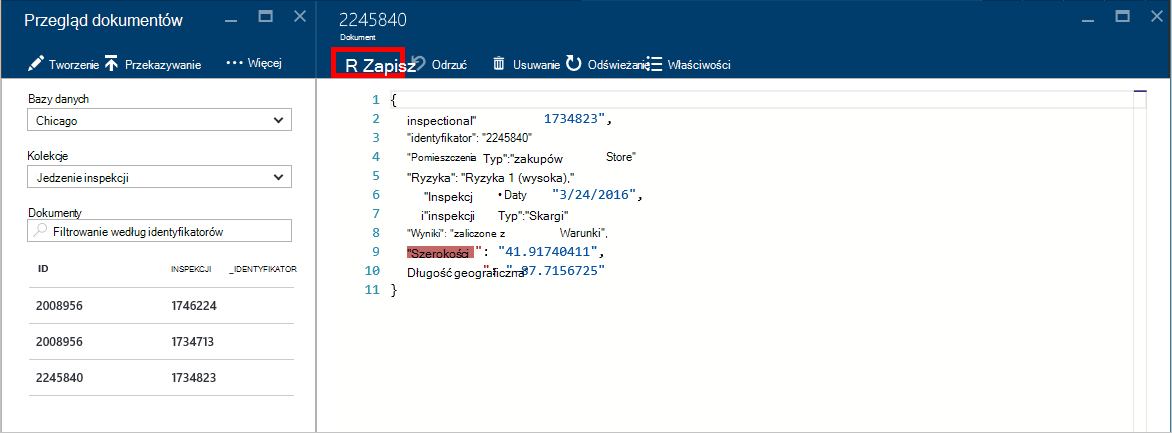 Przegląd dokumentów
Tworzenie Przekazywanie ••• Więcej
Bazy danych
Chicago
Kolekcje
Jedzenie inspekcji
Dokumenty
Filtrowanie według identyfikatorów
ID INSPEKCJI _IDENTYFIKATOR
2008956 1746224
2008956 1734713
2245840 1734823
2245840
Dokument
R Zapisz Odrzuć Usuwanie Odświeżanie Właściwości
1 {
2 inspectional" 1734823",
3 "identyfikator": "2245840"
4 "Pomieszczenia Typ":"zakupów Store"
5 "Ryzyka": "Ryzyka 1 (wysoka),"
6 "Inspekcj • Daty "3/24/2016",
7 i"inspekcji Typ":"Skargi"
8 "Wyniki": "zaliczone z Warunki",
9 "Szerokości": "41.91740411",
10 Długość geograficzna": "-87.7156725"
11 }